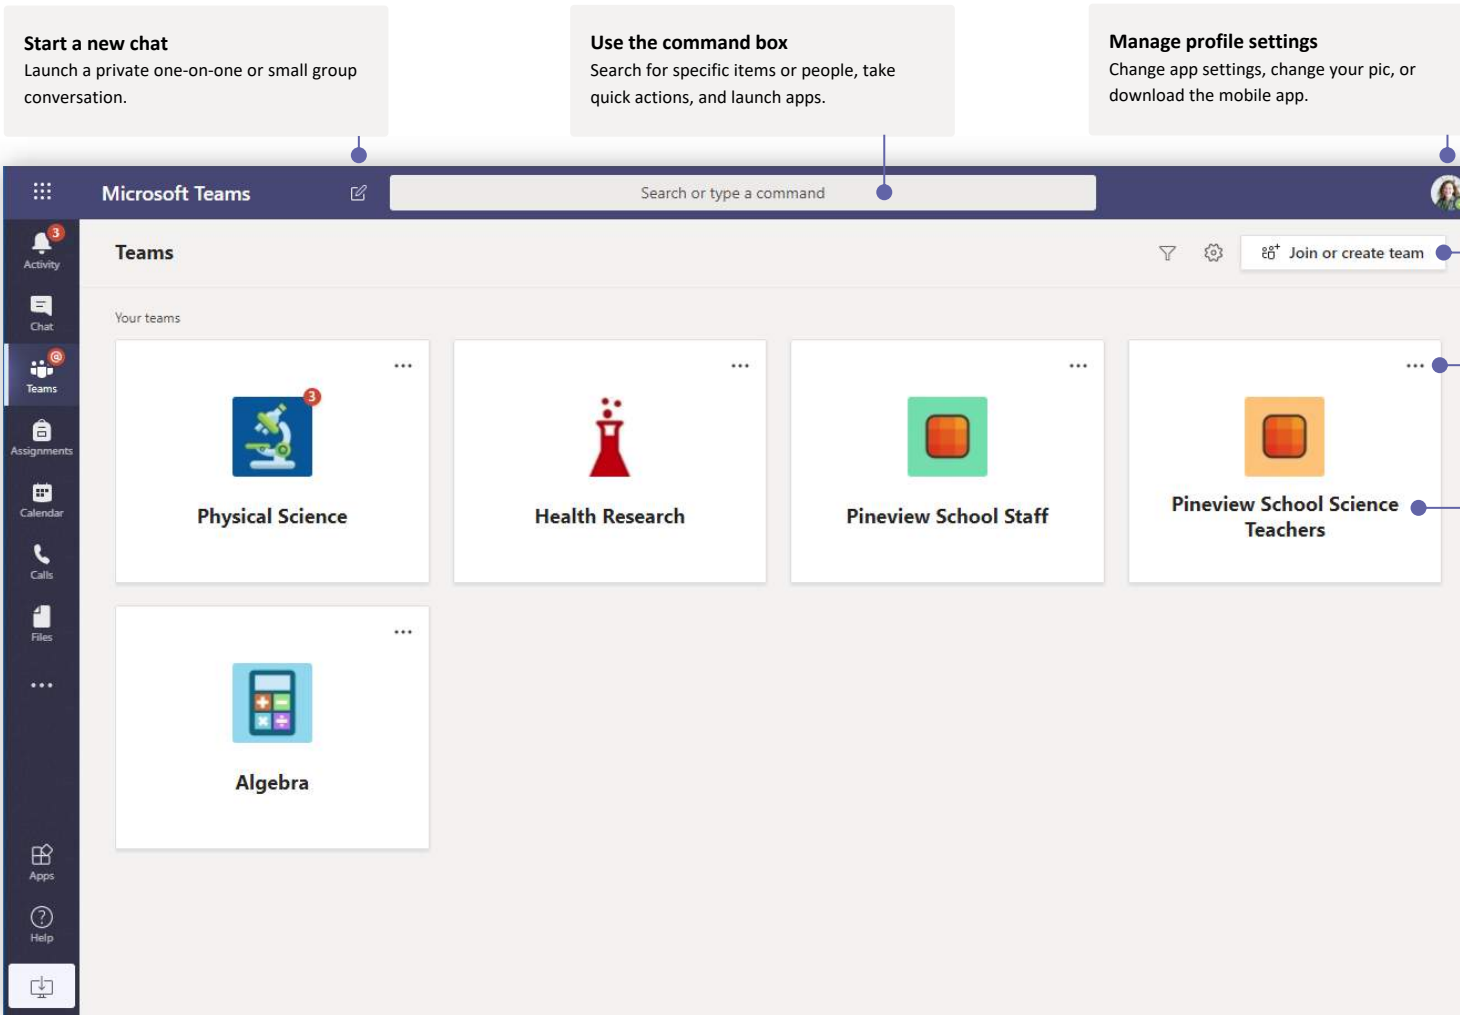 Start a new chat
Launch a private one-on-one or small group
conversation.
Use the command box
Search for specific items or people, take
quick actions, and launch apps.
Manage profile settings
Change app settings, change your pic, or
download the mobile app.
Microsoft Teams
Search or type a command
3
Activity
Chat
@
Teams
Assignments
Calendar
Calls
Files
Apps
Help
Teams
Join or create team
Your teams
3
Physical Science
Health Research
Pineview School Staff
Pineview School Science
Teachers
Algebra